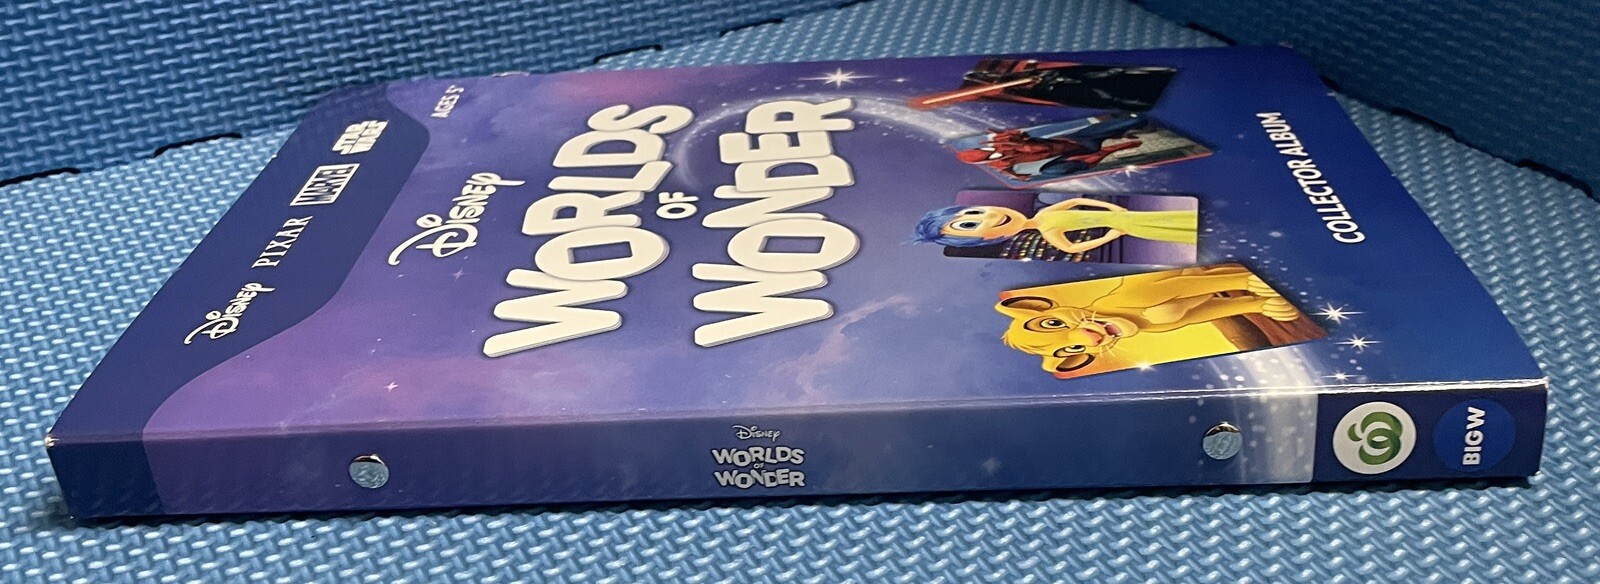 DISNEY PIXAR MARVEL STAR WARS
AGES 5+
DISNEY
WORLDS
OF
WONDER
COLLECTOR ALBUM
DISNEY
WORLDS
OF
WONDER
BIGW